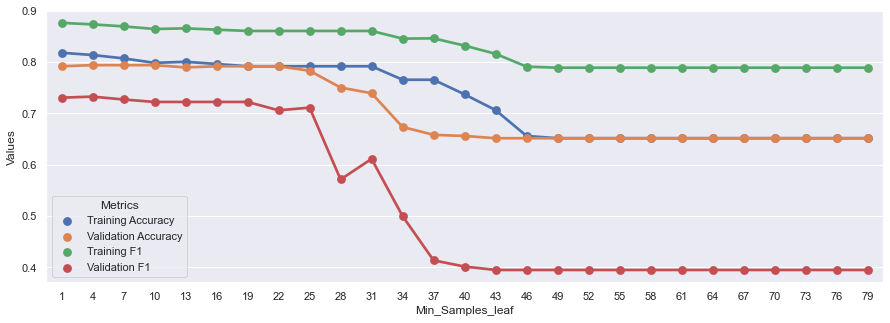 0.9
0.8
0.7
0.6
0.5
0.4
Values
Metrics
Training Accuracy
Validation Accuracy
Training F1
Validation F1
1 4 7 10 13 16 19 22 25 28 31 34 37 40 43 46 49 52 55 58 61 64 67 70 73 76 79
Min_Samples_leaf